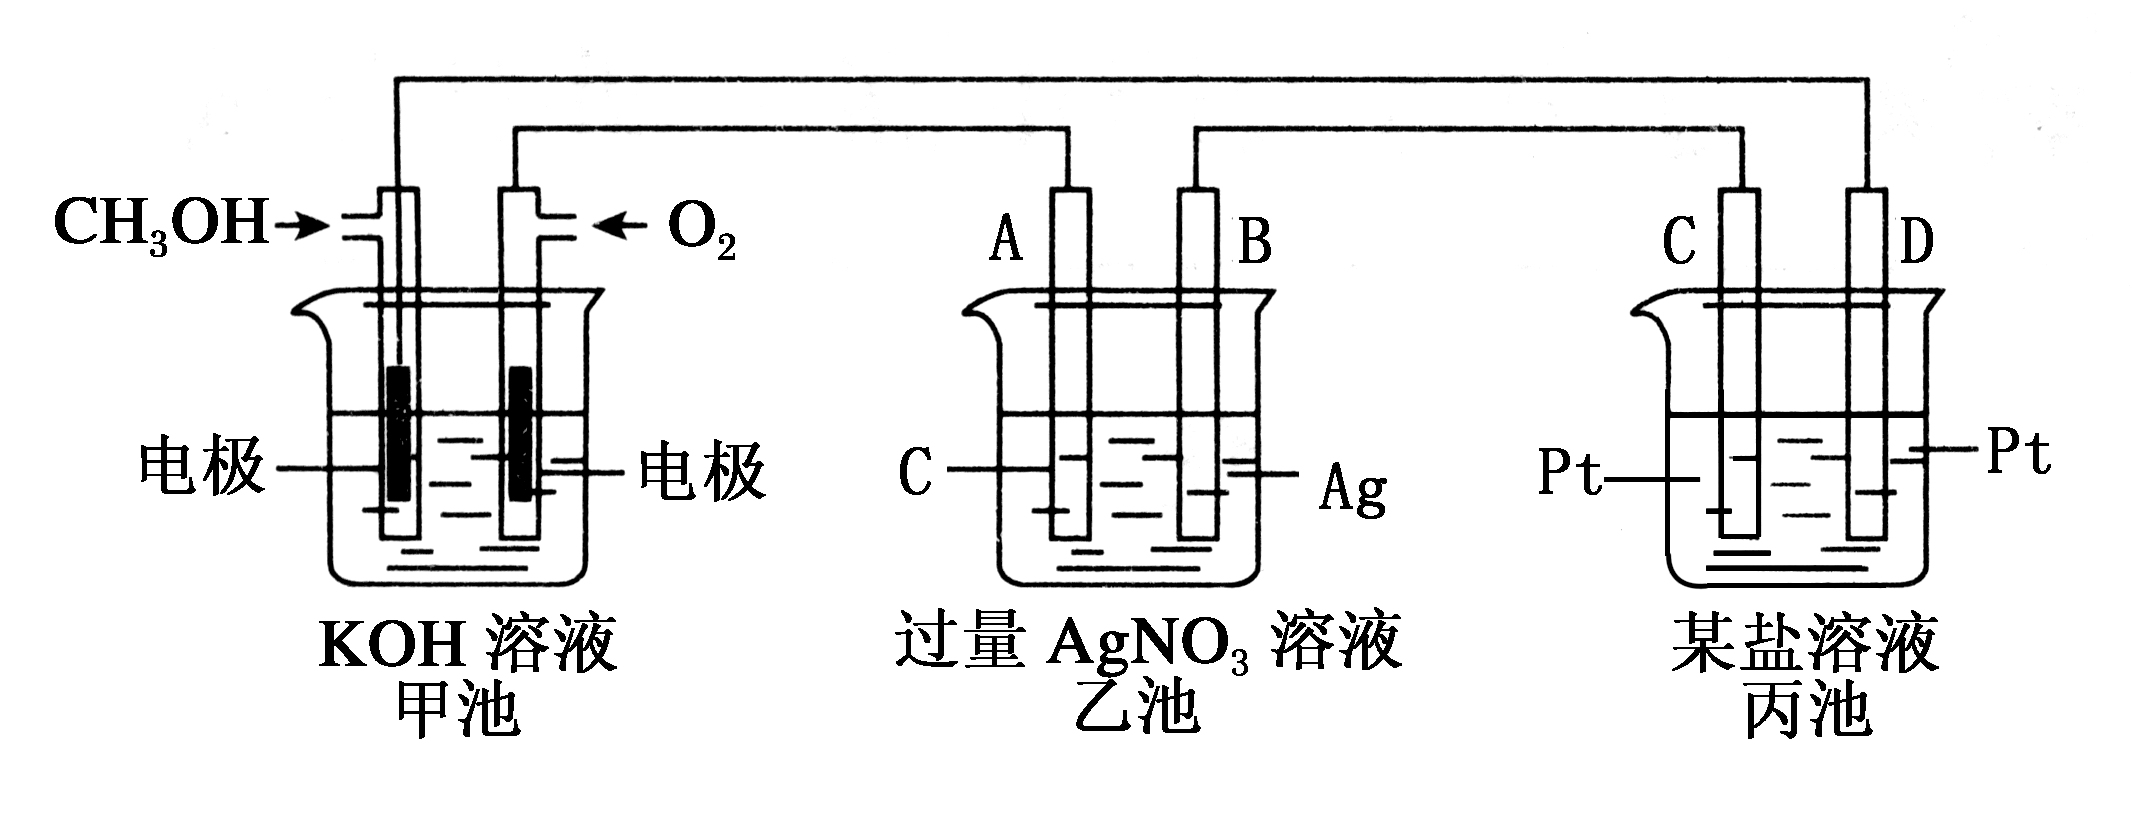 CH₃OH
O₂
A
B
C
D
电极
电极
C
Ag
Pt
Pt
KOH 溶液
甲池
过量 AgNO₃ 溶液
乙池
某盐溶液
丙池